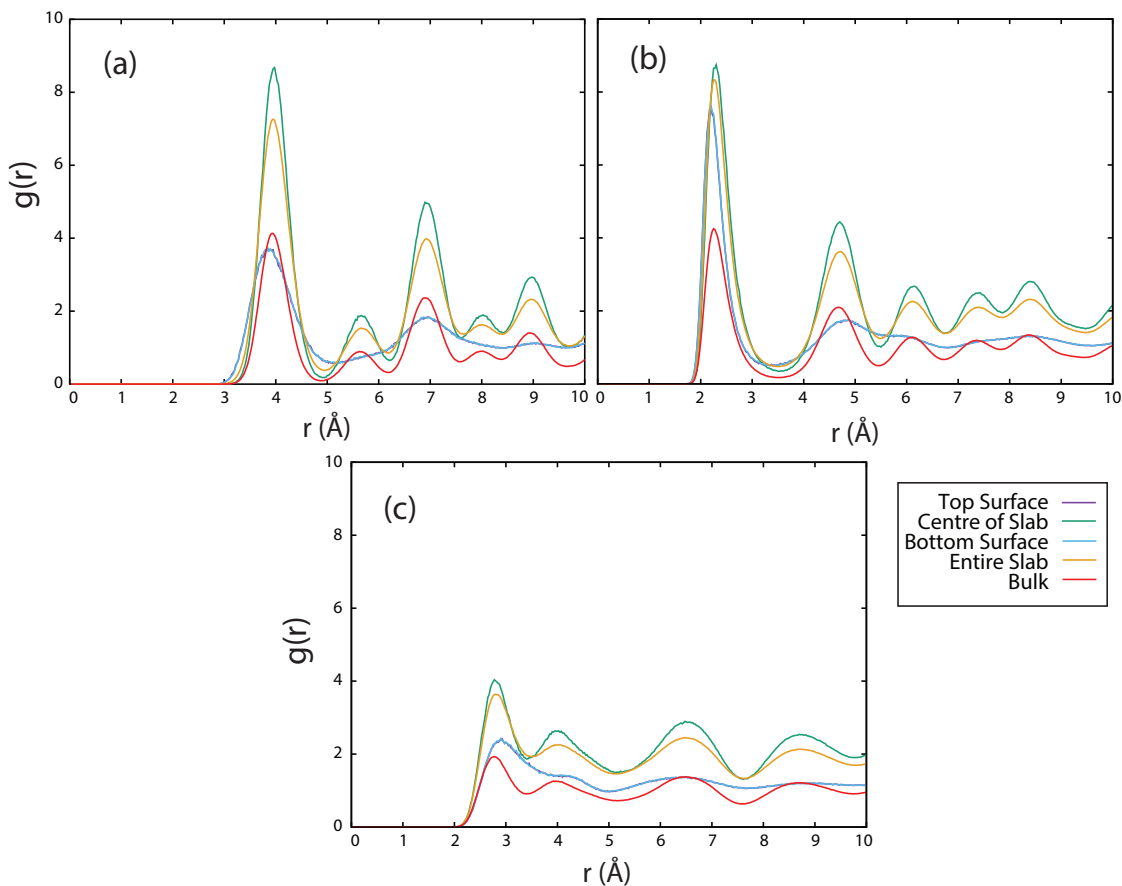 (a)
(b)
10
8
6
4
2
0
g(r)
0 1 2 3 4 5 6 7 8 9 10
0 1 2 3 4 5 6 7 8 9 10
r (Å)
r (Å)
(c)
10
8
6
4
2
0
g(r)
0 1 2 3 4 5 6 7 8 9 10
r (Å)
Top Surface
Centre of Slab
Bottom Surface
Entire Slab
Bulk